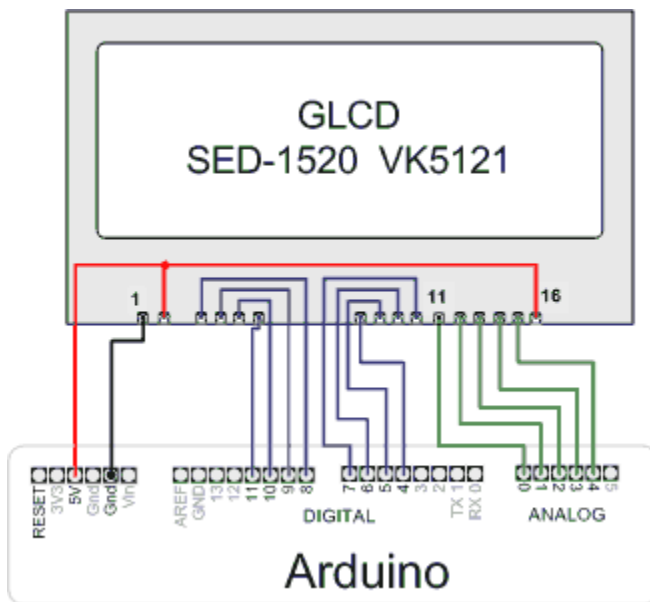 GLCD
SED-1520 VK5121
1
11
16
RESET
3V3
5V
Gnd
Gnd
Vin
AREF
GND
13
12
11
10
9
8
7
6
5
4
3
2
TX 1
RX 0
0
1
2
3
4
5
DIGITAL
ANALOG
Arduino